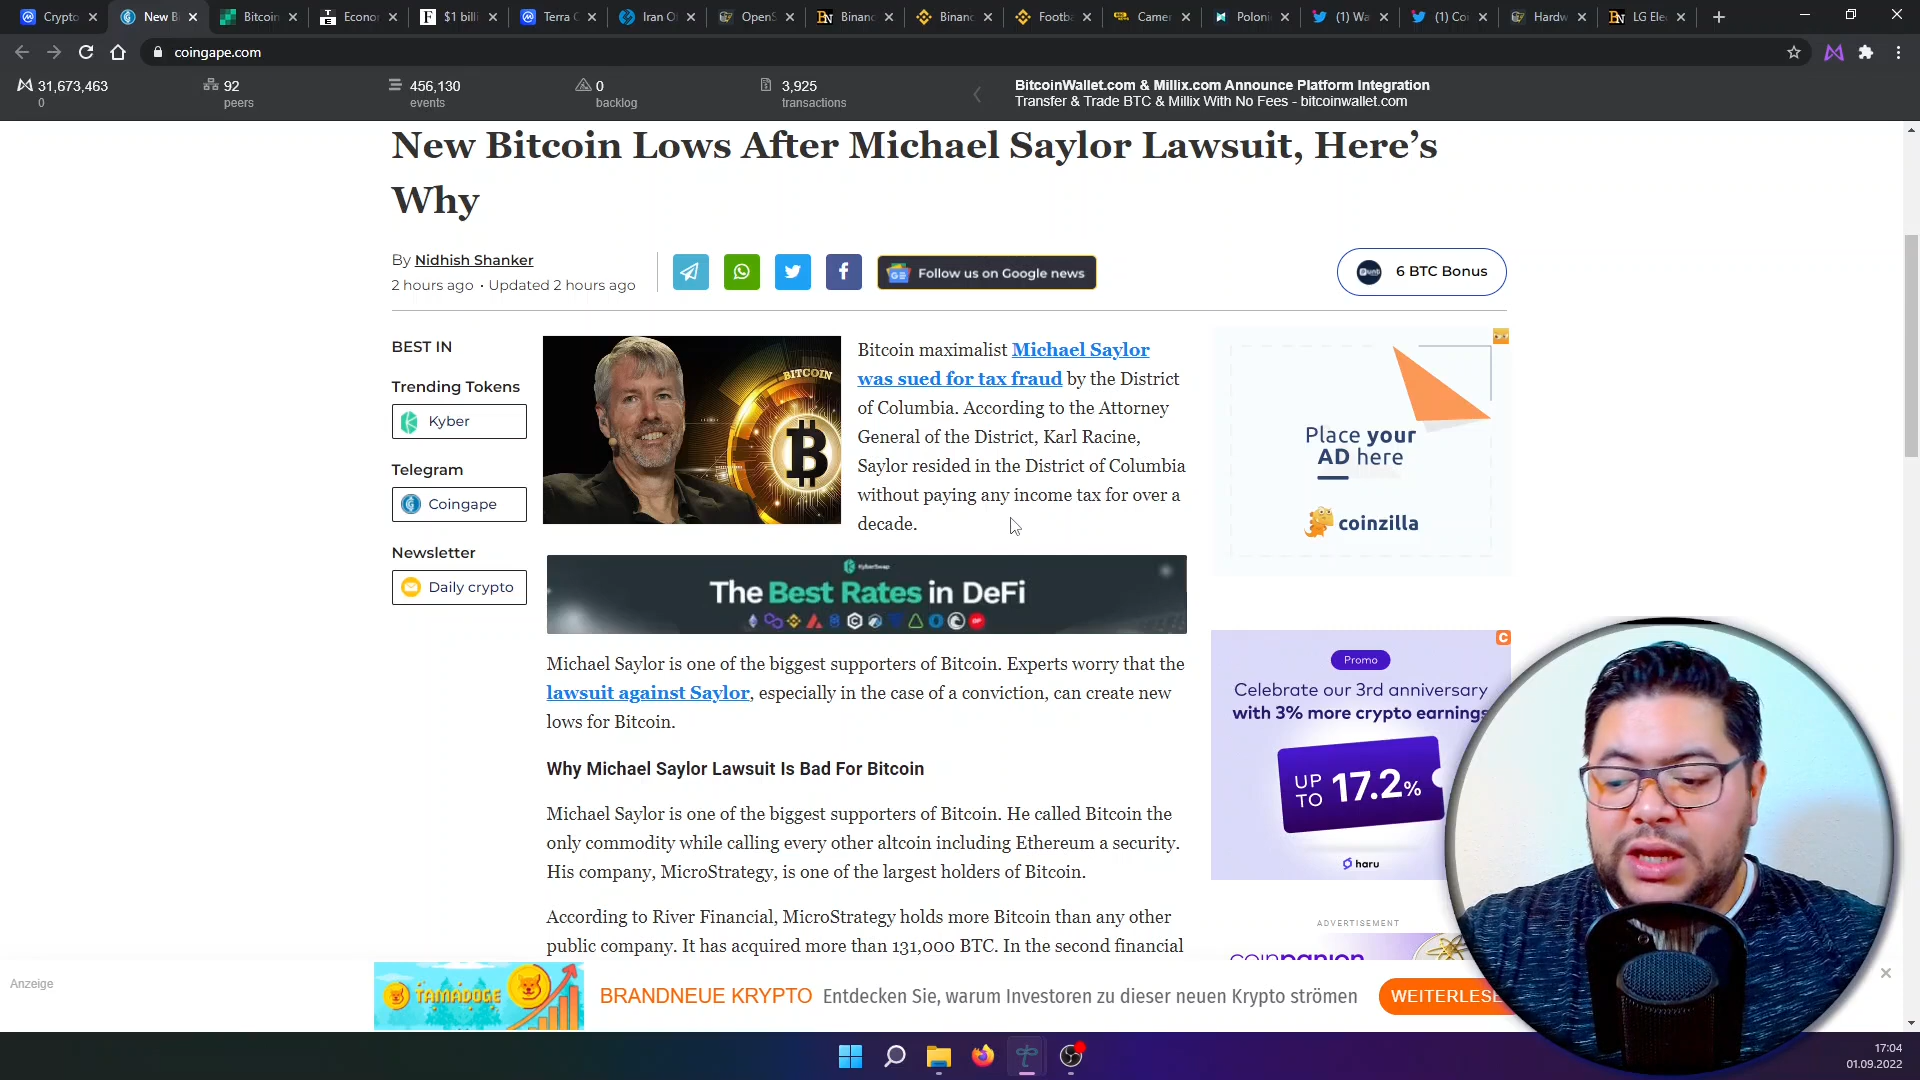 Crypto
New B
Bitcoin
Econo
$1 bill
Terra C
Iran O
OpenS
Binanc
Binanc
Footba
Camer
Poloni
(1) Wa
(1) Co
Hardw
LG Ele
coingape.com
31,673,463
0
92
peers
456,130
events
0
backlog
3,925
transactions
BitcoinWallet.com & Millix.com Announce Platform Integration
Transfer & Trade BTC & Millix With No Fees - bitcoinwallet.com
New Bitcoin Lows After Michael Saylor Lawsuit, Here’s
Why
By Nidhish Shanker
2 hours ago · Updated 2 hours ago
Follow us on Google news
6 BTC Bonus
BEST IN
Trending Tokens
Kyber
Telegram
Coingape
Newsletter
Daily crypto
BITCOIN
Bitcoin maximalist Michael Saylor
was sued for tax fraud by the District
of Columbia. According to the Attorney
General of the District, Karl Racine,
Saylor resided in the District of Columbia
without paying any income tax for over a
decade.
Place your
AD here
coinzilla
KyberSwap
The Best Rates in DeFi
Michael Saylor is one of the biggest supporters of Bitcoin. Experts worry that the
lawsuit against Saylor, especially in the case of a conviction, can create new
lows for Bitcoin.
Why Michael Saylor Lawsuit Is Bad For Bitcoin
Michael Saylor is one of the biggest supporters of Bitcoin. He called Bitcoin the
only commodity while calling every other altcoin including Ethereum a security.
His company, MicroStrategy, is one of the largest holders of Bitcoin.
According to River Financial, MicroStrategy holds more Bitcoin than any other
public company. It has acquired more than 131,000 BTC. In the second financial
Promo
Celebrate our 3rd anniversary
with 3% more crypto earnings
UP TO 17.2%
haru
ADVERTISEMENT
coinpanion
Anzeige
TAMADOGE
BRANDNEUE KRYPTO Entdecken Sie, warum Investoren zu dieser neuen Krypto strömen
WEITERLESE
17:04
01.09.2022